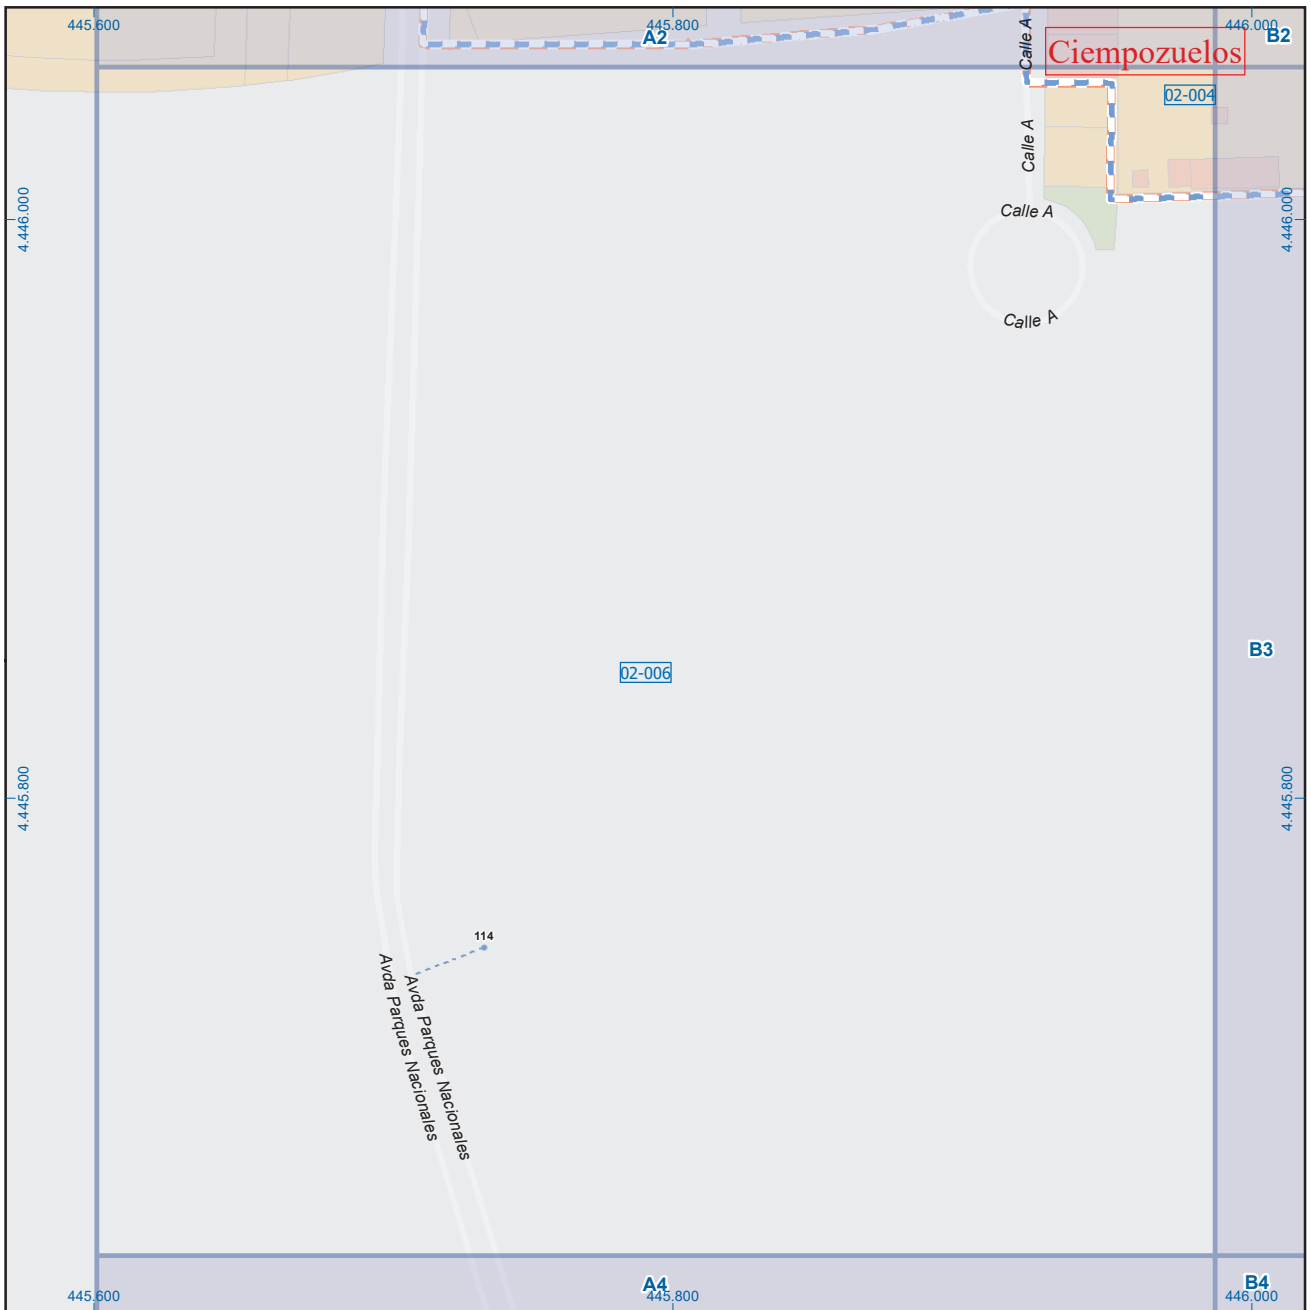 445.600
445.800
446.000
A2
B2
Calle A
Ciempozuelos
02-004
Calle A
4.446.000
4.446.000
Calle A
Calle A
B3
02-006
4.445.800
4.445.800
114
Avda Parques Nacionales
Avda Parques Nacionales
A4
B4
445.600
445.800
446.000